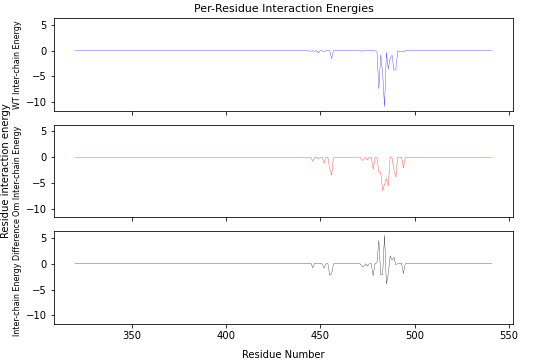 Per-Residue Interaction Energies
Residue interaction energy
WT Inter-chain Energy
5
0
−5
−10
Om Inter-chain Energy
5
0
−5
−10
Inter-chain Energy Difference
5
0
−5
−10
350
400
450
500
550
Residue Number